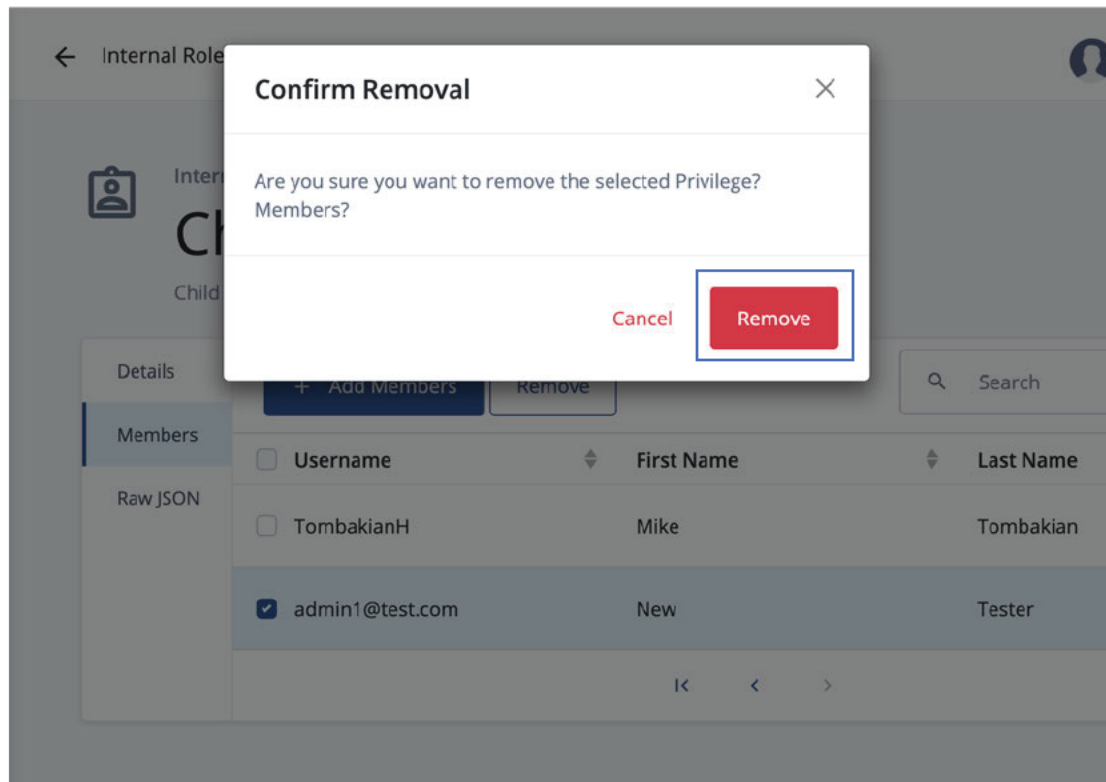 Internal Role
Confirm Removal
Are you sure you want to remove the selected Privilege?
Members?
Cancel
Remove
Child
Details
Members
Raw JSON
+ Add Members
Remove
Search
Username
First Name
Last Name
TombakianH
Mike
Tombakian
admin1@test.com
New
Tester